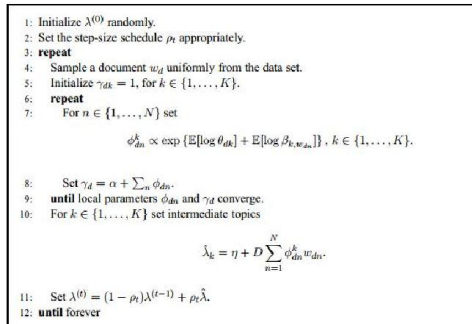 1: Initialize λ^(0) randomly.
2: Set the step-size schedule ρ_t appropriately.
3: repeat
4: Sample a document w_d uniformly from the data set.
5: Initialize γ_dk = 1, for k ∈ {1, . . . , K}.
6: repeat
7: For n ∈ {1, . . . , N} set
φ^k_dn ∝ exp {𝔼[log θ_dk] + 𝔼[log β_k,w_dn]} , k ∈ {1, . . . , K}.
8: Set γ_d = α + ∑_n φ_dn.
9: until local parameters φ_dn and γ_d converge.
10: For k ∈ {1, . . . , K} set intermediate topics
λ̂_k = η + D ∑_{n=1}^{N} φ^k_dn w_dn.
11: Set λ^(t) = (1 − ρ_t)λ^(t−1) + ρ_t λ̂.
12: until forever